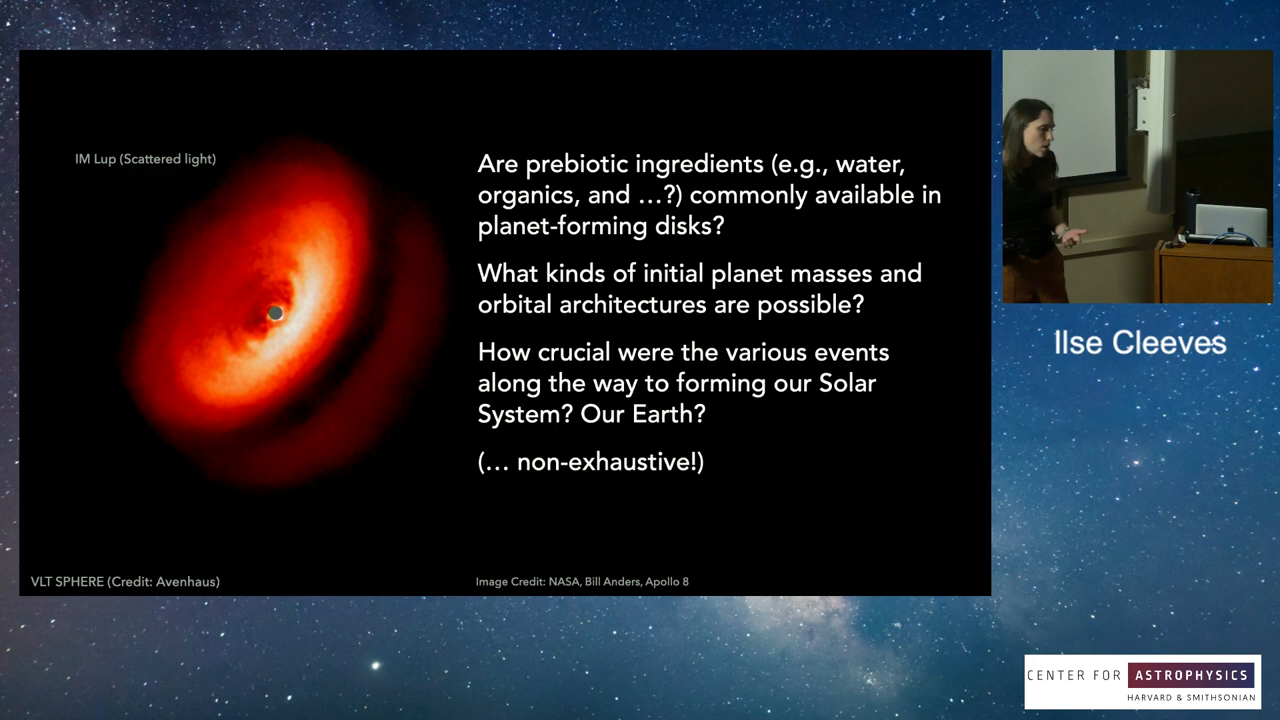 IM Lup (Scattered light)
Are prebiotic ingredients (e.g., water,
organics, and …?) commonly available in
planet-forming disks?
What kinds of initial planet masses and
orbital architectures are possible?
How crucial were the various events
along the way to forming our Solar
System? Our Earth?
(… non-exhaustive!)
VLT SPHERE (Credit: Avenhaus)
Image Credit: NASA, Bill Anders, Apollo 8
Ilse Cleeves
CENTER FOR ASTROPHYSICS
HARVARD & SMITHSONIAN